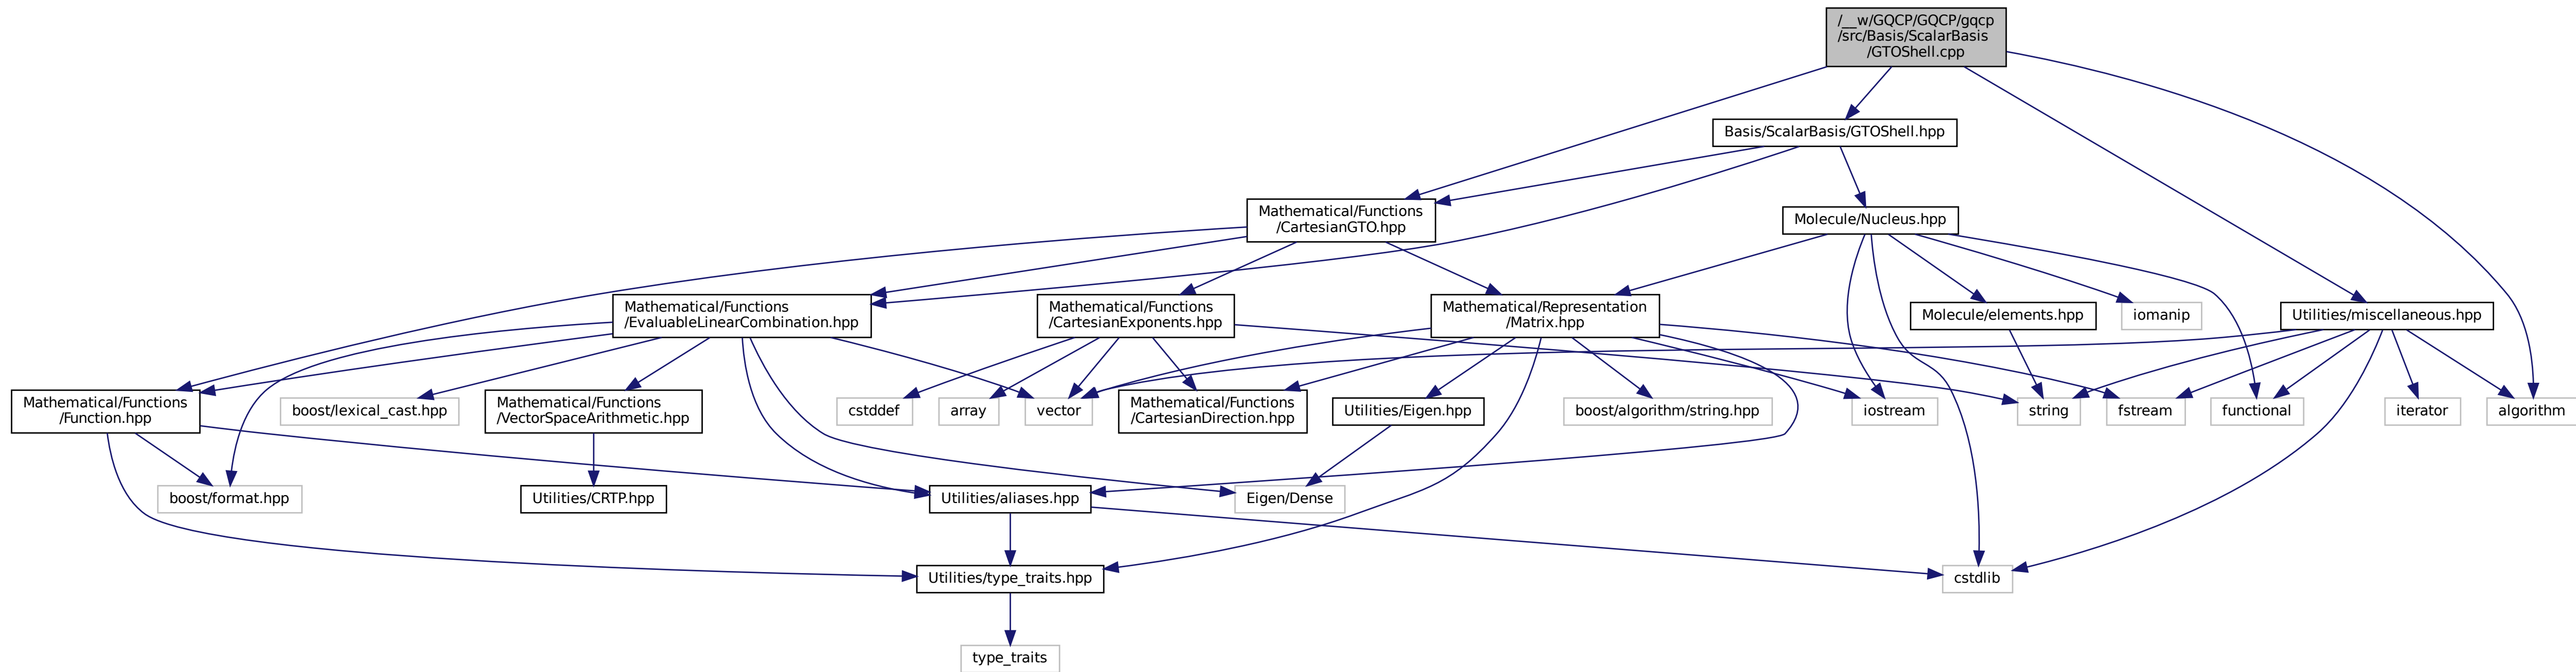 /__w/GQCP/GQCP/gqcp
/src/Basis/ScalarBasis
/GTOShell.cpp
Basis/ScalarBasis/GTOShell.hpp
Mathematical/Functions
/CartesianGTO.hpp
Molecule/Nucleus.hpp
Mathematical/Functions
/EvaluableLinearCombination.hpp
Mathematical/Functions
/CartesianExponents.hpp
Mathematical/Representation
/Matrix.hpp
Molecule/elements.hpp
iomanip
Utilities/miscellaneous.hpp
Mathematical/Functions
/Function.hpp
boost/lexical_cast.hpp
Mathematical/Functions
/VectorSpaceArithmetic.hpp
cstddef
array
vector
Mathematical/Functions
/CartesianDirection.hpp
Utilities/Eigen.hpp
boost/algorithm/string.hpp
iostream
string
fstream
functional
iterator
algorithm
boost/format.hpp
Utilities/CRTP.hpp
Utilities/aliases.hpp
Eigen/Dense
Utilities/type_traits.hpp
cstdlib
type_traits